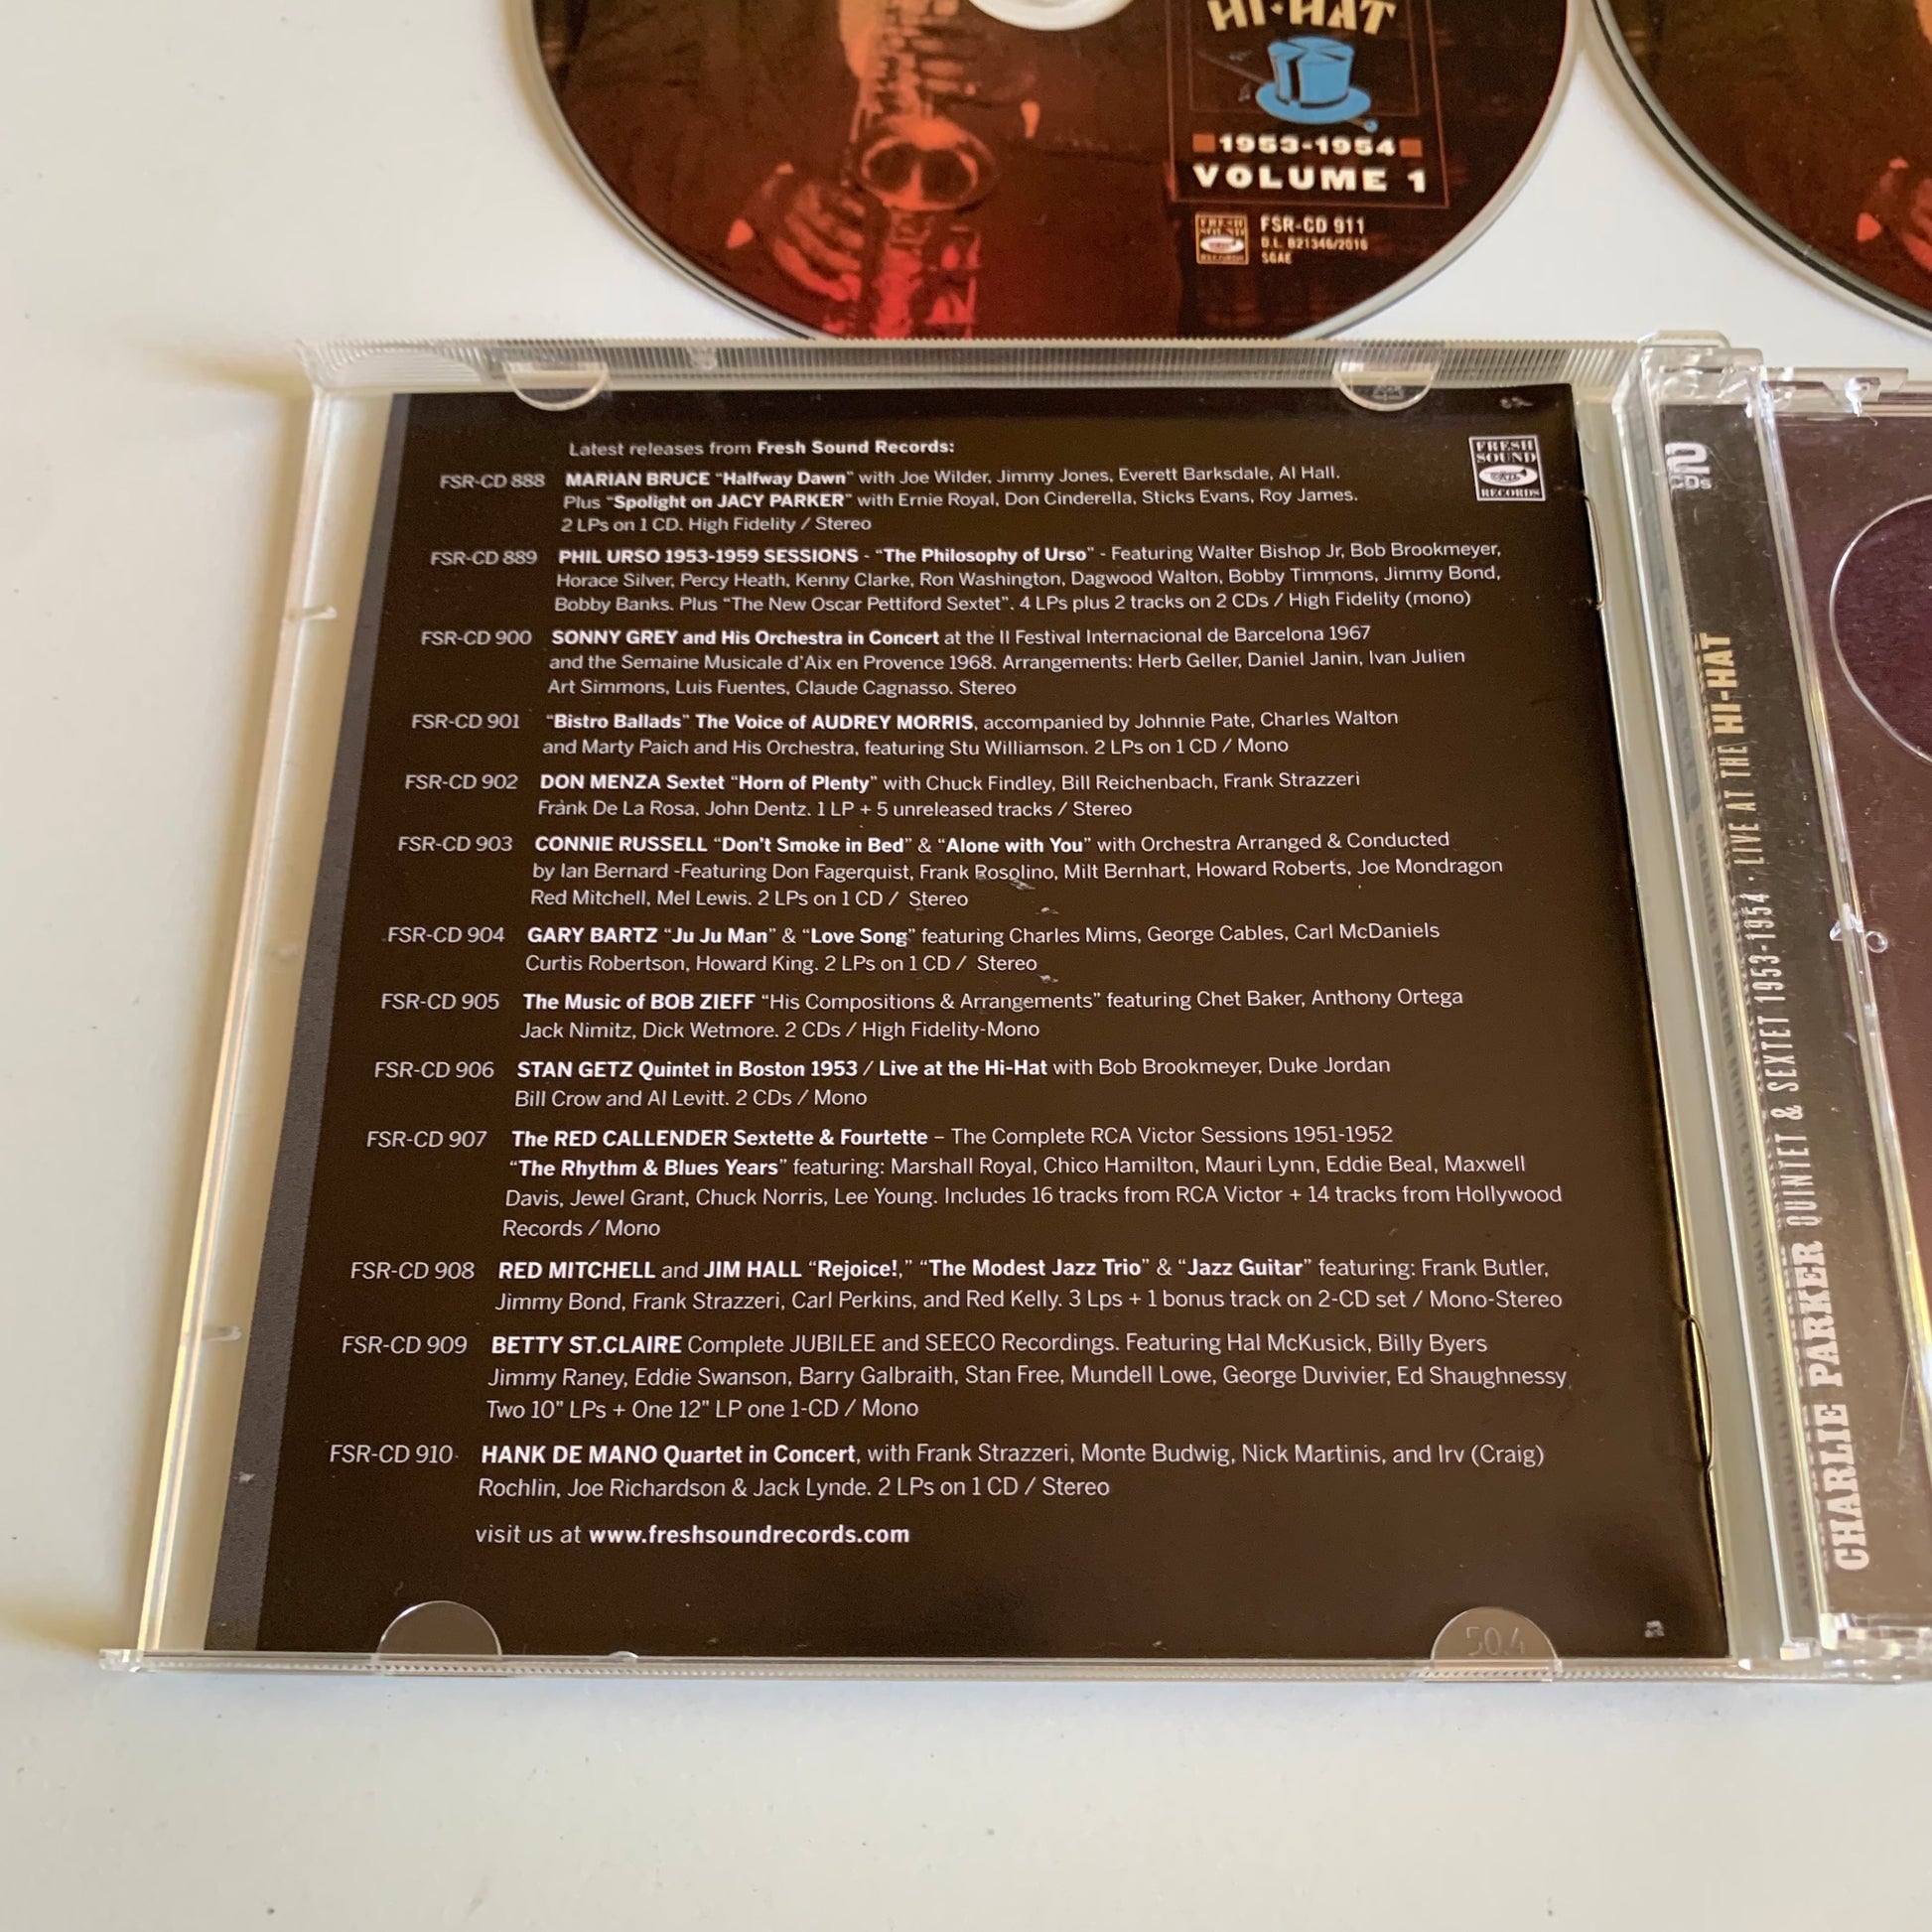 HI-HAT
1953-1954
VOLUME 1
FRESH
SOUND
RECORDS
FSR-CD 911
D.L. B21346/2016
SGAE
Latest releases from Fresh Sound Records:
FRESH
SOUND
RECORDS
FSR-CD 888 MARIAN BRUCE “Halfway Dawn” with Joe Wilder, Jimmy Jones, Everett Barksdale, Al Hall.
Plus “Spolight on JACY PARKER” with Ernie Royal, Don Cinderella, Sticks Evans, Roy James.
2 LPs on 1 CD. High Fidelity / Stereo
FSR-CD 889 PHIL URSO 1953-1959 SESSIONS - “The Philosophy of Urso” - Featuring Walter Bishop Jr, Bob Brookmeyer,
Horace Silver, Percy Heath, Kenny Clarke, Ron Washington, Dagwood Walton, Bobby Timmons, Jimmy Bond,
Bobby Banks. Plus “The New Oscar Pettiford Sextet”. 4 LPs plus 2 tracks on 2 CDs / High Fidelity (mono)
FSR-CD 900 SONNY GREY and His Orchestra in Concert at the II Festival Internacional de Barcelona 1967
and the Semaine Musicale d’Aix en Provence 1968. Arrangements: Herb Geller, Daniel Janin, Ivan Julien
Art Simmons, Luis Fuentes, Claude Cagnasso. Stereo
FSR-CD 901 “Bistro Ballads” The Voice of AUDREY MORRIS, accompanied by Johnnie Pate, Charles Walton
and Marty Paich and His Orchestra, featuring Stu Williamson. 2 LPs on 1 CD / Mono
FSR-CD 902 DON MENZA Sextet “Horn of Plenty” with Chuck Findley, Bill Reichenbach, Frank Strazzeri
Frank De La Rosa, John Dentz. 1 LP + 5 unreleased tracks / Stereo
FSR-CD 903 CONNIE RUSSELL “Don’t Smoke in Bed” & “Alone with You” with Orchestra Arranged & Conducted
by Ian Bernard -Featuring Don Fagerquist, Frank Rosolino, Milt Bernhart, Howard Roberts, Joe Mondragon
Red Mitchell, Mel Lewis. 2 LPs on 1 CD / Stereo
FSR-CD 904 GARY BARTZ “Ju Ju Man” & “Love Song” featuring Charles Mims, George Cables, Carl McDaniels
Curtis Robertson, Howard King. 2 LPs on 1 CD / Stereo
FSR-CD 905 The Music of BOB ZIEFF “His Compositions & Arrangements” featuring Chet Baker, Anthony Ortega
Jack Nimitz, Dick Wetmore. 2 CDs / High Fidelity-Mono
FSR-CD 906 STAN GETZ Quintet in Boston 1953 / Live at the Hi-Hat with Bob Brookmeyer, Duke Jordan
Bill Crow and Al Levitt. 2 CDs / Mono
FSR-CD 907 The RED CALLENDER Sextette & Fourtette – The Complete RCA Victor Sessions 1951-1952
“The Rhythm & Blues Years” featuring: Marshall Royal, Chico Hamilton, Mauri Lynn, Eddie Beal, Maxwell
Davis, Jewel Grant, Chuck Norris, Lee Young. Includes 16 tracks from RCA Victor + 14 tracks from Hollywood
Records / Mono
FSR-CD 908 RED MITCHELL and JIM HALL “Rejoice!,” “The Modest Jazz Trio” & “Jazz Guitar” featuring: Frank Butler,
Jimmy Bond, Frank Strazzeri, Carl Perkins, and Red Kelly. 3 Lps + 1 bonus track on 2-CD set / Mono-Stereo
FSR-CD 909 BETTY ST.CLAIRE Complete JUBILEE and SEECO Recordings. Featuring Hal McKusick, Billy Byers
Jimmy Raney, Eddie Swanson, Barry Galbraith, Stan Free, Mundell Lowe, George Duvivier, Ed Shaughnessy
Two 10" LPs + One 12" LP one 1-CD / Mono
FSR-CD 910 HANK DE MANO Quartet in Concert, with Frank Strazzeri, Monte Budwig, Nick Martinis, and Irv (Craig)
Rochlin, Joe Richardson & Jack Lynde. 2 LPs on 1 CD / Stereo
visit us at www.freshsoundrecords.com
504
2
CDs
CHARLIE PARKER QUINTET & SEXTET 1953-1954 · LIVE AT THE HI-HAT